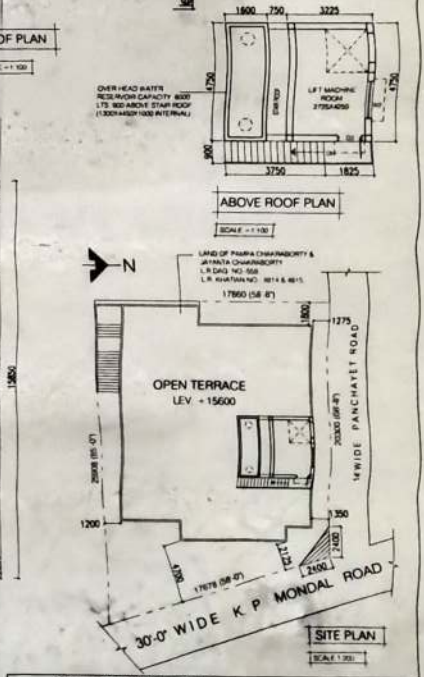 OF PLAN
1600 750 3225
4750
OVER HEAD WATER
RESERVOIR CAPACITY 8000
LTS 900 ABOVE STAIR ROOF
STAIR ROOF
LIFT MACHINE
ROOM
4750
900
3750 1825
ABOVE ROOF PLAN
SCALE = 1:100
N
LAND OF PAMPA CHAKRABORTY &
JAYANTA CHAKRABORTY
L.R DAG NO-558
17860 (58'-8")
1800
1275
15850
OPEN TERRACE
LEV. +15600
14' WIDE PANCHAYET ROAD
1200
1350
4700
2175
2400
2400
17678 (58'-0")
30'-0" WIDE K P MONDAL ROAD
SITE PLAN